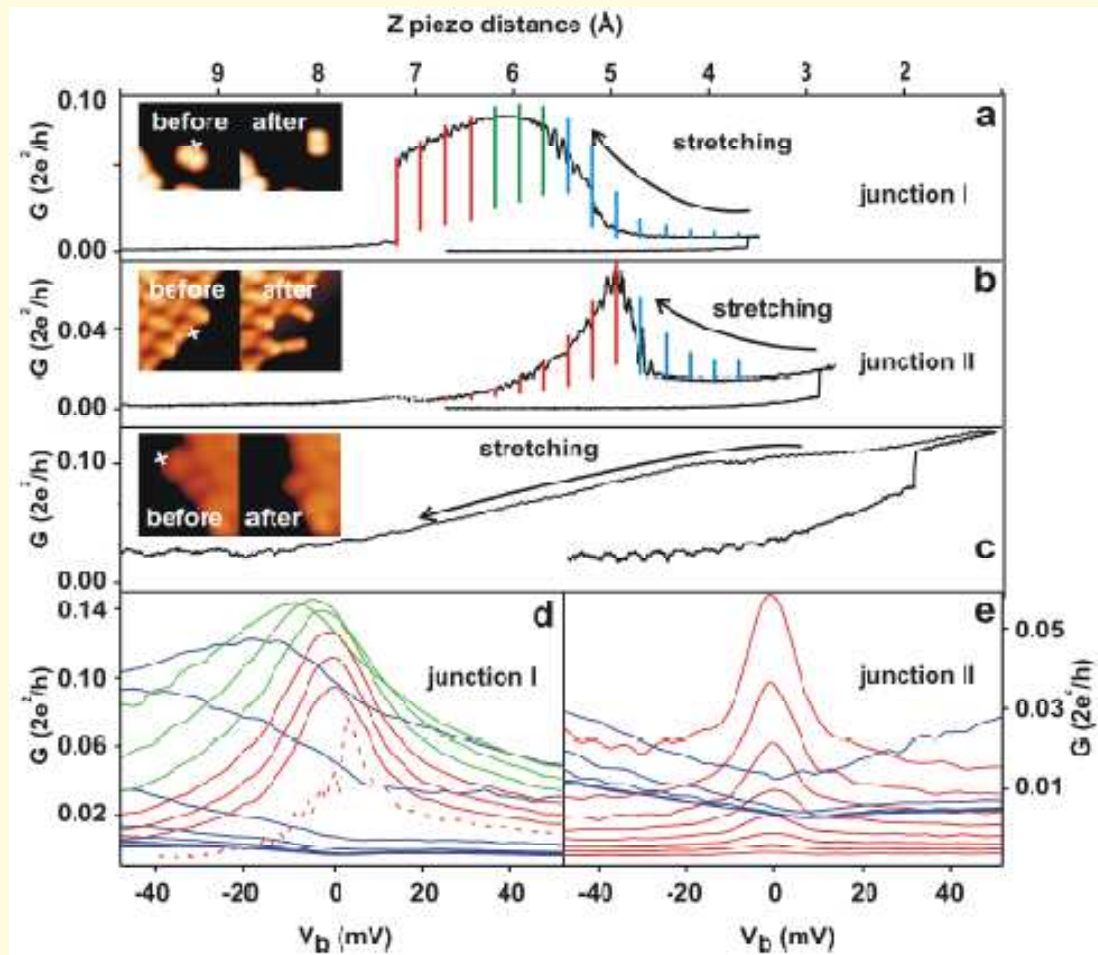 Z piezo distance (Å)
9 8 7 6 5 4 3 2
0.10
G (2e²/h)
0.00
before after
stretching
a
junction I
0.04
G (2e²/h)
0.00
before after
stretching
b
junction II
0.10
G (2e²/h)
0.00
before after
stretching
c
0.14
0.10
0.06
0.02
G (2e²/h)
d
junction I
e
junction II
0.05
0.03
0.01
G (2e²/h)
-40 -20 0 20 40
-40 -20 0 20 40
V_b (mV)
V_b (mV)